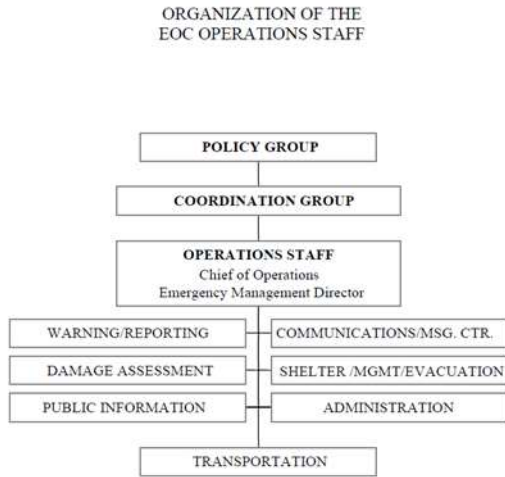 ORGANIZATION OF THE
EOC OPERATIONS STAFF
POLICY GROUP
COORDINATION GROUP
OPERATIONS STAFF
Chief of Operations
Emergency Management Director
WARNING/REPORTING
COMMUNICATIONS/MSG. CTR.
DAMAGE ASSESSMENT
SHELTER /MGMT/EVACUATION
PUBLIC INFORMATION
ADMINISTRATION
TRANSPORTATION